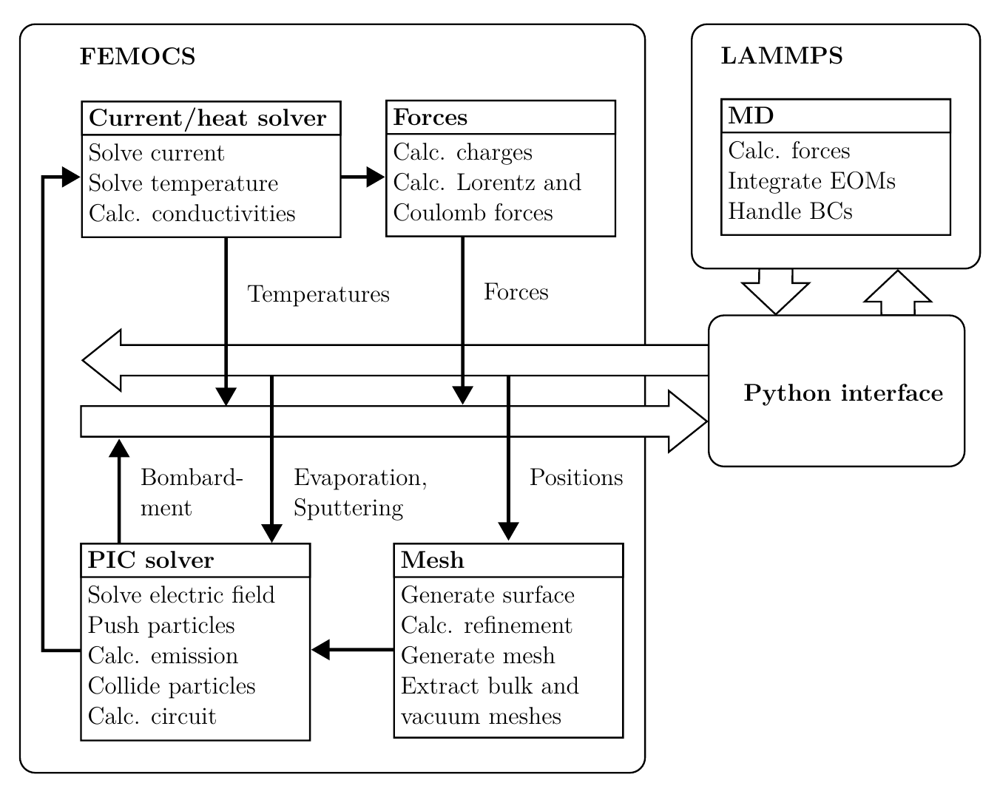 FEMOCS
Current/heat solver
Solve current
Solve temperature
Calc. conductivities
Forces
Calc. charges
Calc. Lorentz and
Coulomb forces
LAMMPS
MD
Calc. forces
Integrate EOMs
Handle BCs
Temperatures
Forces
Python interface
Bombard-
ment
Evaporation,
Sputtering
Positions
PIC solver
Solve electric field
Push particles
Calc. emission
Collide particles
Calc. circuit
Mesh
Generate surface
Calc. refinement
Generate mesh
Extract bulk and
vacuum meshes